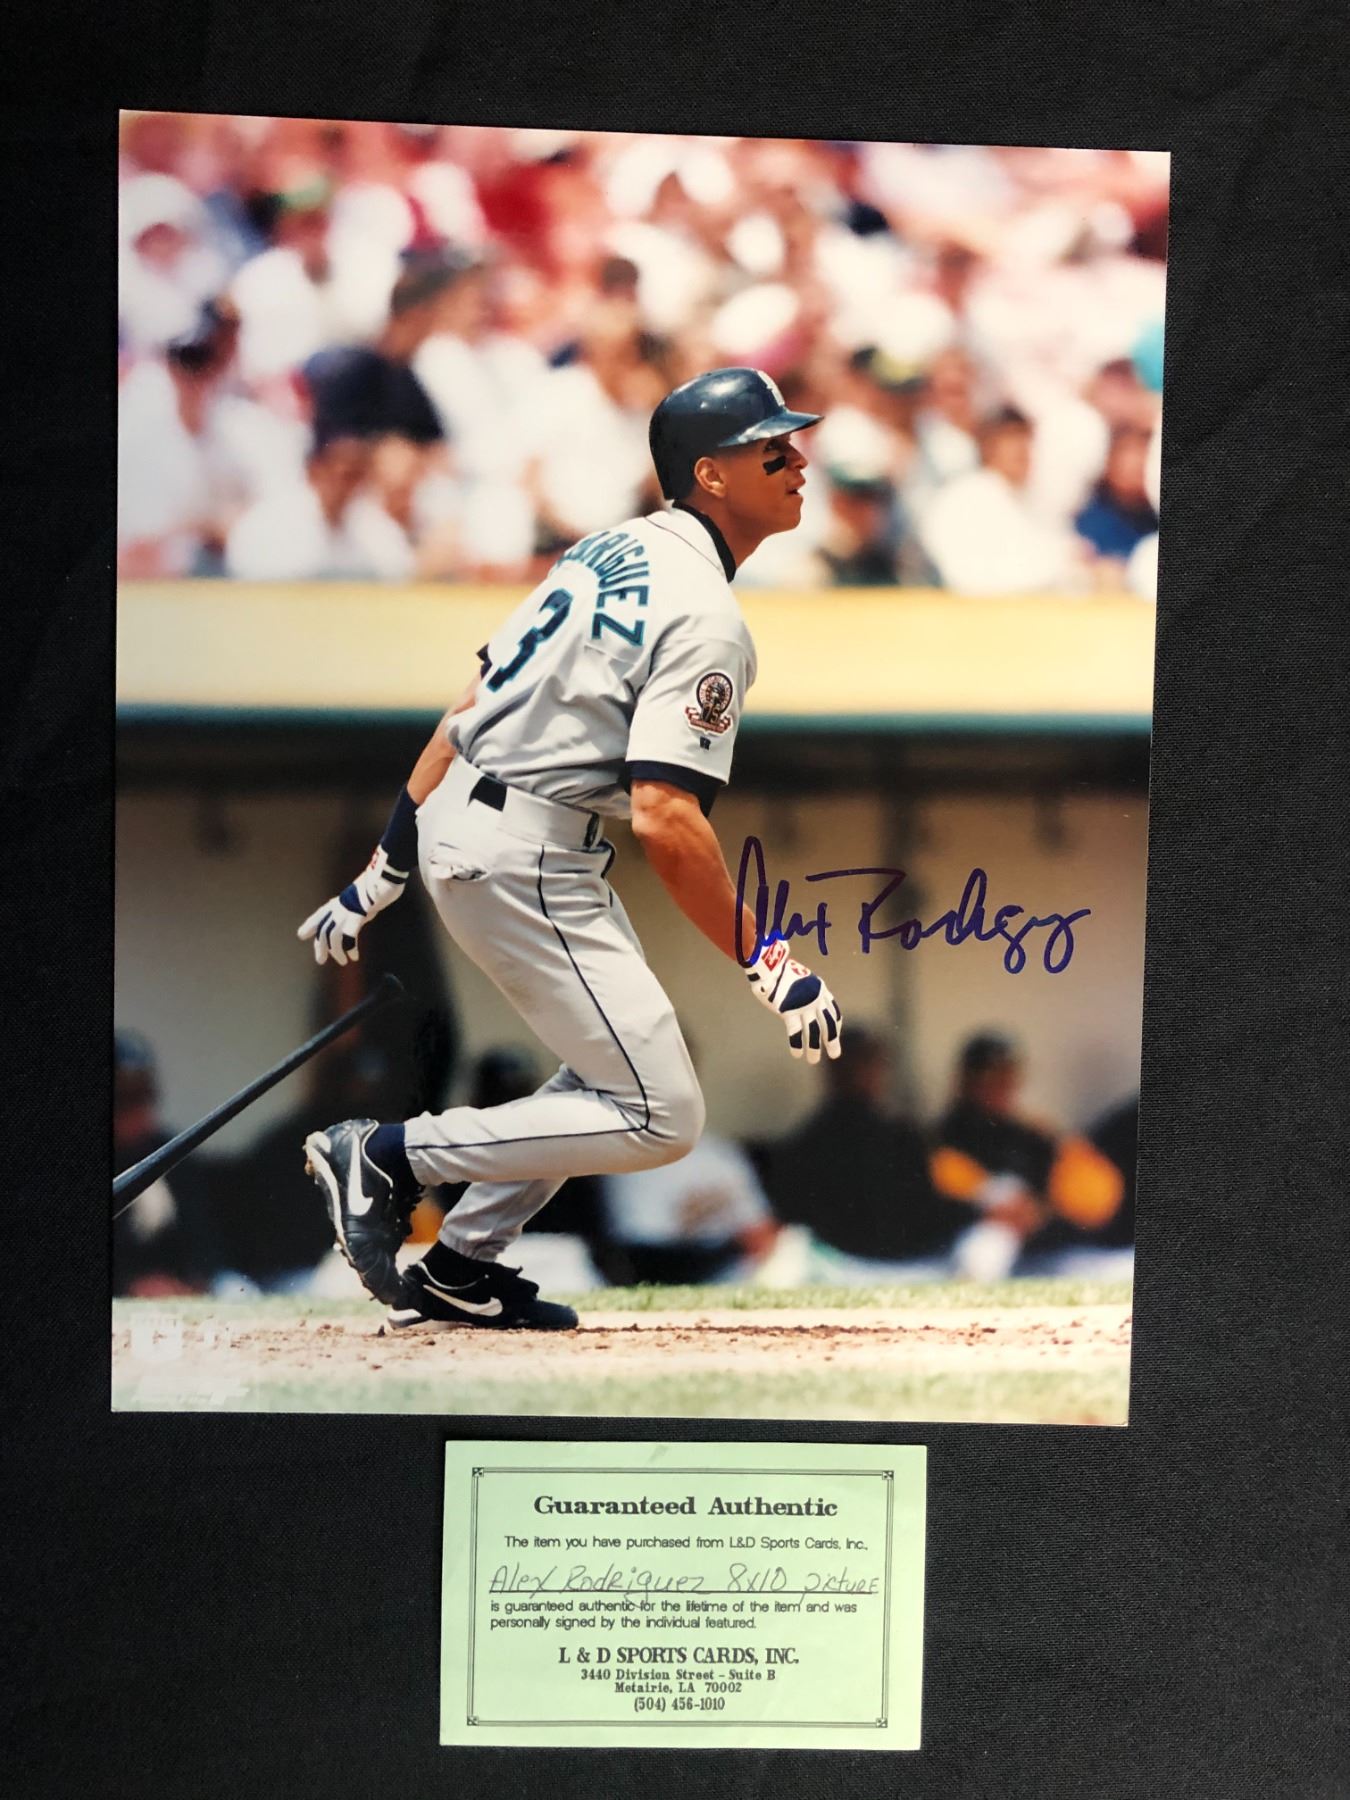 RIGUEZ
3
Alex Rodrgz
Guaranteed Authentic
The item you have purchased from L&D Sports Cards, Inc.,
Alex Rodriguez 8x10 picture
is guaranteed authentic for the lifetime of the item and was
personally signed by the individual featured.
L & D SPORTS CARDS, INC.
3440 Division Street - Suite B
Metairie, LA 70002
(504) 456-1010